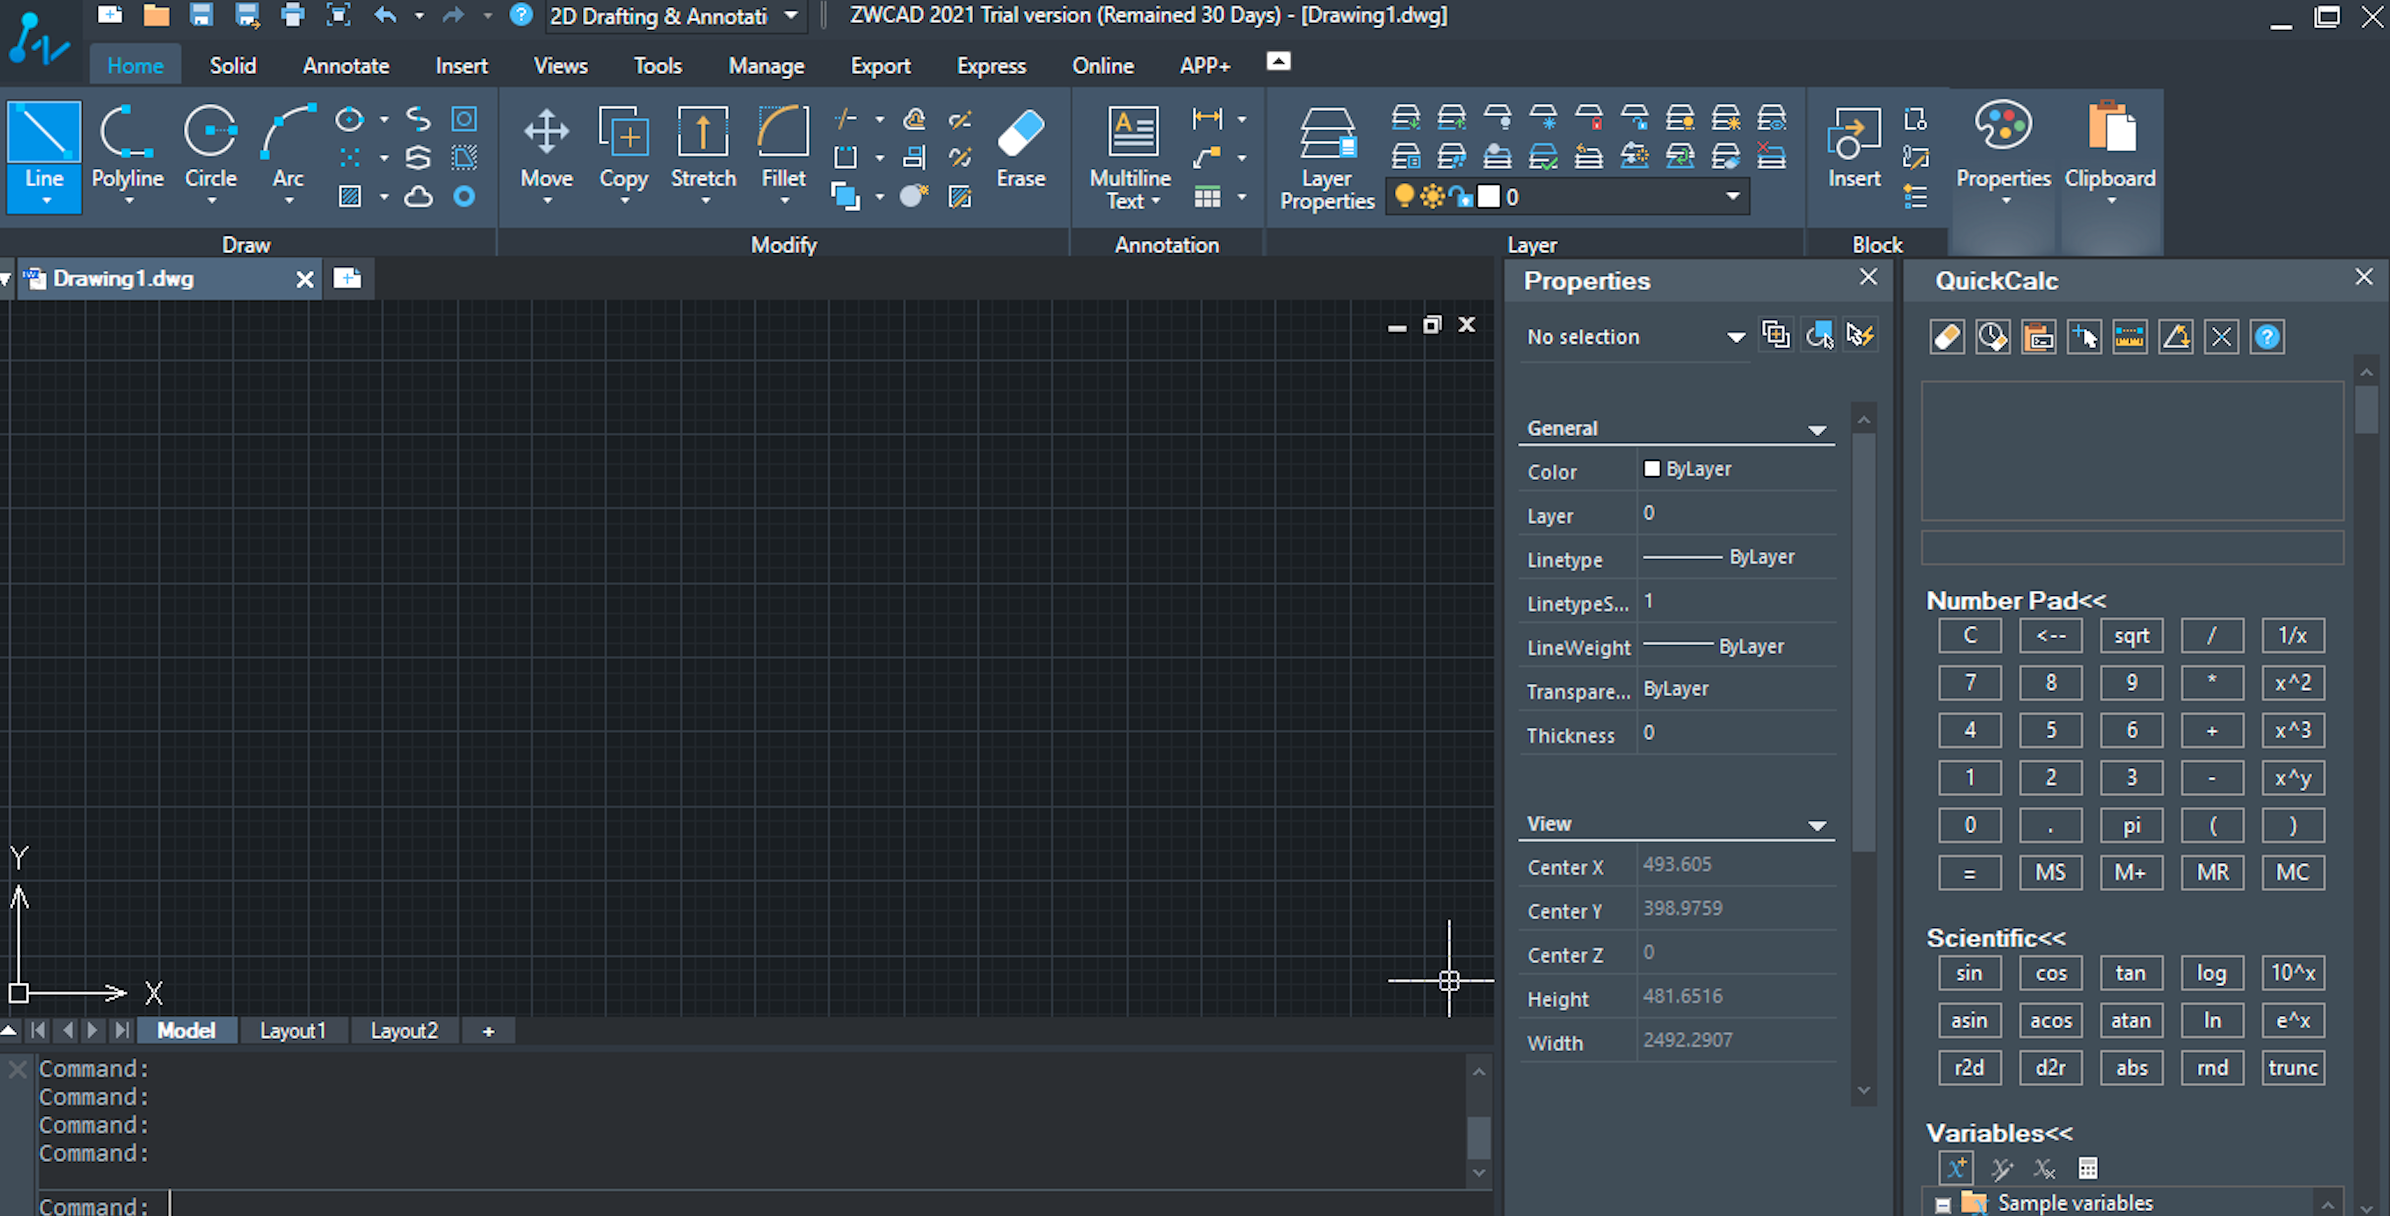 2D Drafting & Annotati
ZWCAD 2021 Trial version (Remained 30 Days) - [Drawing1.dwg]
Home Solid Annotate Insert Views Tools Manage Export Express Online APP+
Line Polyline Circle Arc
Move Copy Stretch Fillet Erase
Multiline Text
Layer Properties
0
Insert
Properties Clipboard
Draw Modify Annotation Layer Block
Drawing1.dwg
Y
X
Model Layout1 Layout2 +
Command:
Command:
Command:
Command:
Command:
Properties
No selection
General
Color ByLayer
Layer 0
Linetype ByLayer
LinetypeS... 1
LineWeight ByLayer
Transpare... ByLayer
Thickness 0
View
Center X 493.605
Center Y 398.9759
Center Z 0
Height 481.6516
Width 2492.2907
QuickCalc
Number Pad<<
C <-- sqrt / 1/x
7 8 9 * x^2
4 5 6 + x^3
1 2 3 - x^y
0 . pi ( )
= MS M+ MR MC
Scientific<<
sin cos tan log 10^x
asin acos atan ln e^x
r2d d2r abs rnd trunc
Variables<<
Sample variables